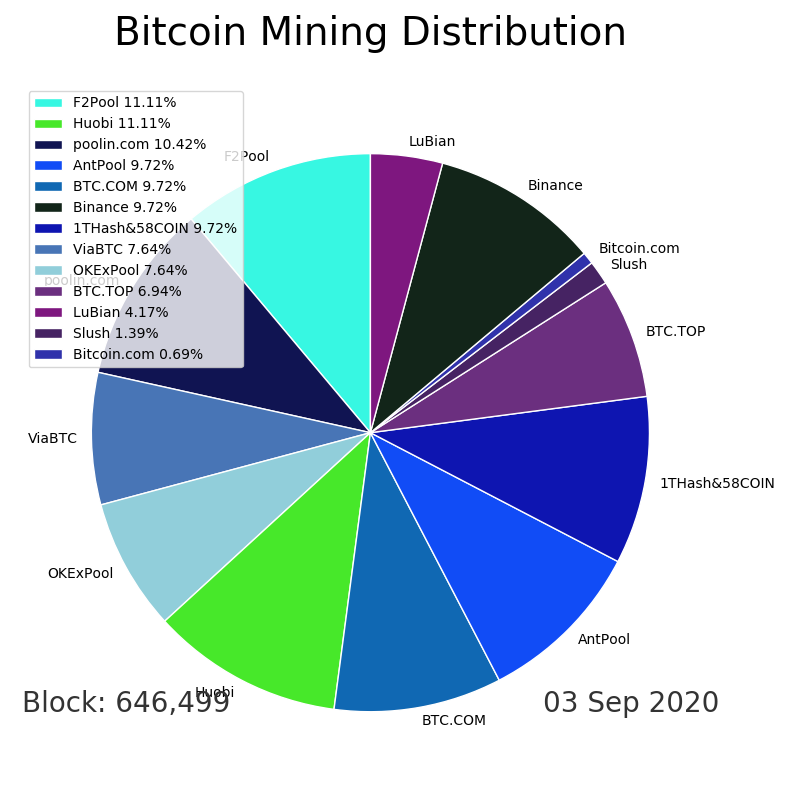 Bitcoin Mining Distribution
F2Pool 11.11%
Huobi 11.11%
poolin.com 10.42%
AntPool 9.72%
BTC.COM 9.72%
Binance 9.72%
1THash&58COIN 9.72%
ViaBTC 7.64%
OKExPool 7.64%
BTC.TOP 6.94%
LuBian 4.17%
Slush 1.39%
Bitcoin.com 0.69%
LuBian
F2Pool
Binance
Bitcoin.com
Slush
poolin.com
BTC.TOP
ViaBTC
1THash&58COIN
OKExPool
AntPool
Huobi
BTC.COM
Block: 646,499
03 Sep 2020